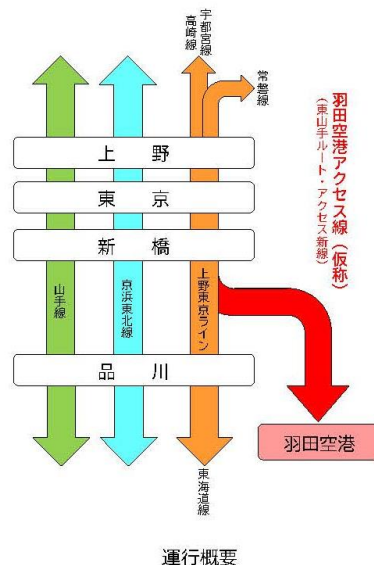 宇都宮線
高崎線
常磐線
羽田空港アクセス線（仮称）
（東山手ルート・アクセス新線）
上野
東京
新橋
山手線
京浜東北線
上野東京ライン
品川
羽田空港
東海道線
運行概要